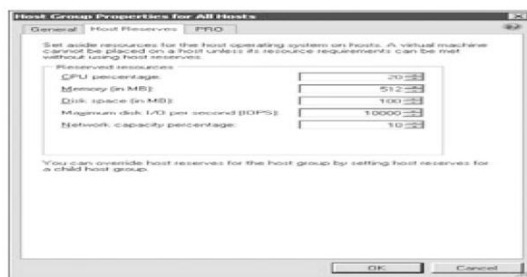 Host Group Properties for All Hosts
General Host Reserves PRO
Set aside resources for the host operating system on hosts. A virtual machine
cannot be placed on a host unless its resource requirements can be met
without using host reserves.
Reserved resources
CPU percentage: 20
Memory (in MB): 512
Disk space (in MB): 100
Maximum disk I/O per second (IOPS): 10000
Network capacity percentage: 10
You can override host reserves for the host group by setting host reserves for
a child host group.
OK Cancel